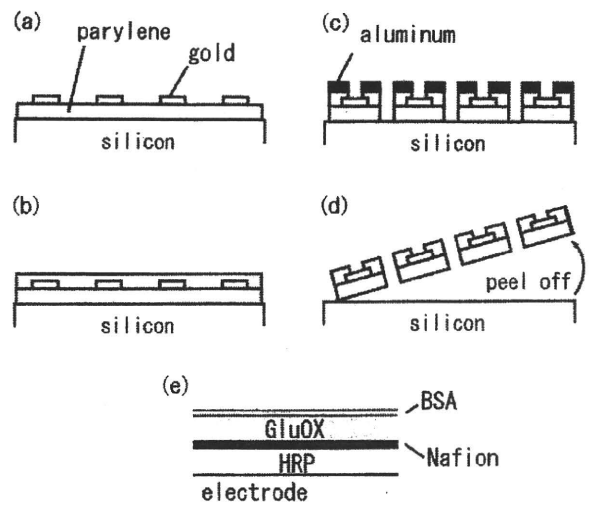 (a)
parylene
gold
silicon
(b)
silicon
(c)
aluminum
silicon
(d)
peel off
silicon
(e)
BSA
GluOX
Nafion
HRP
electrode